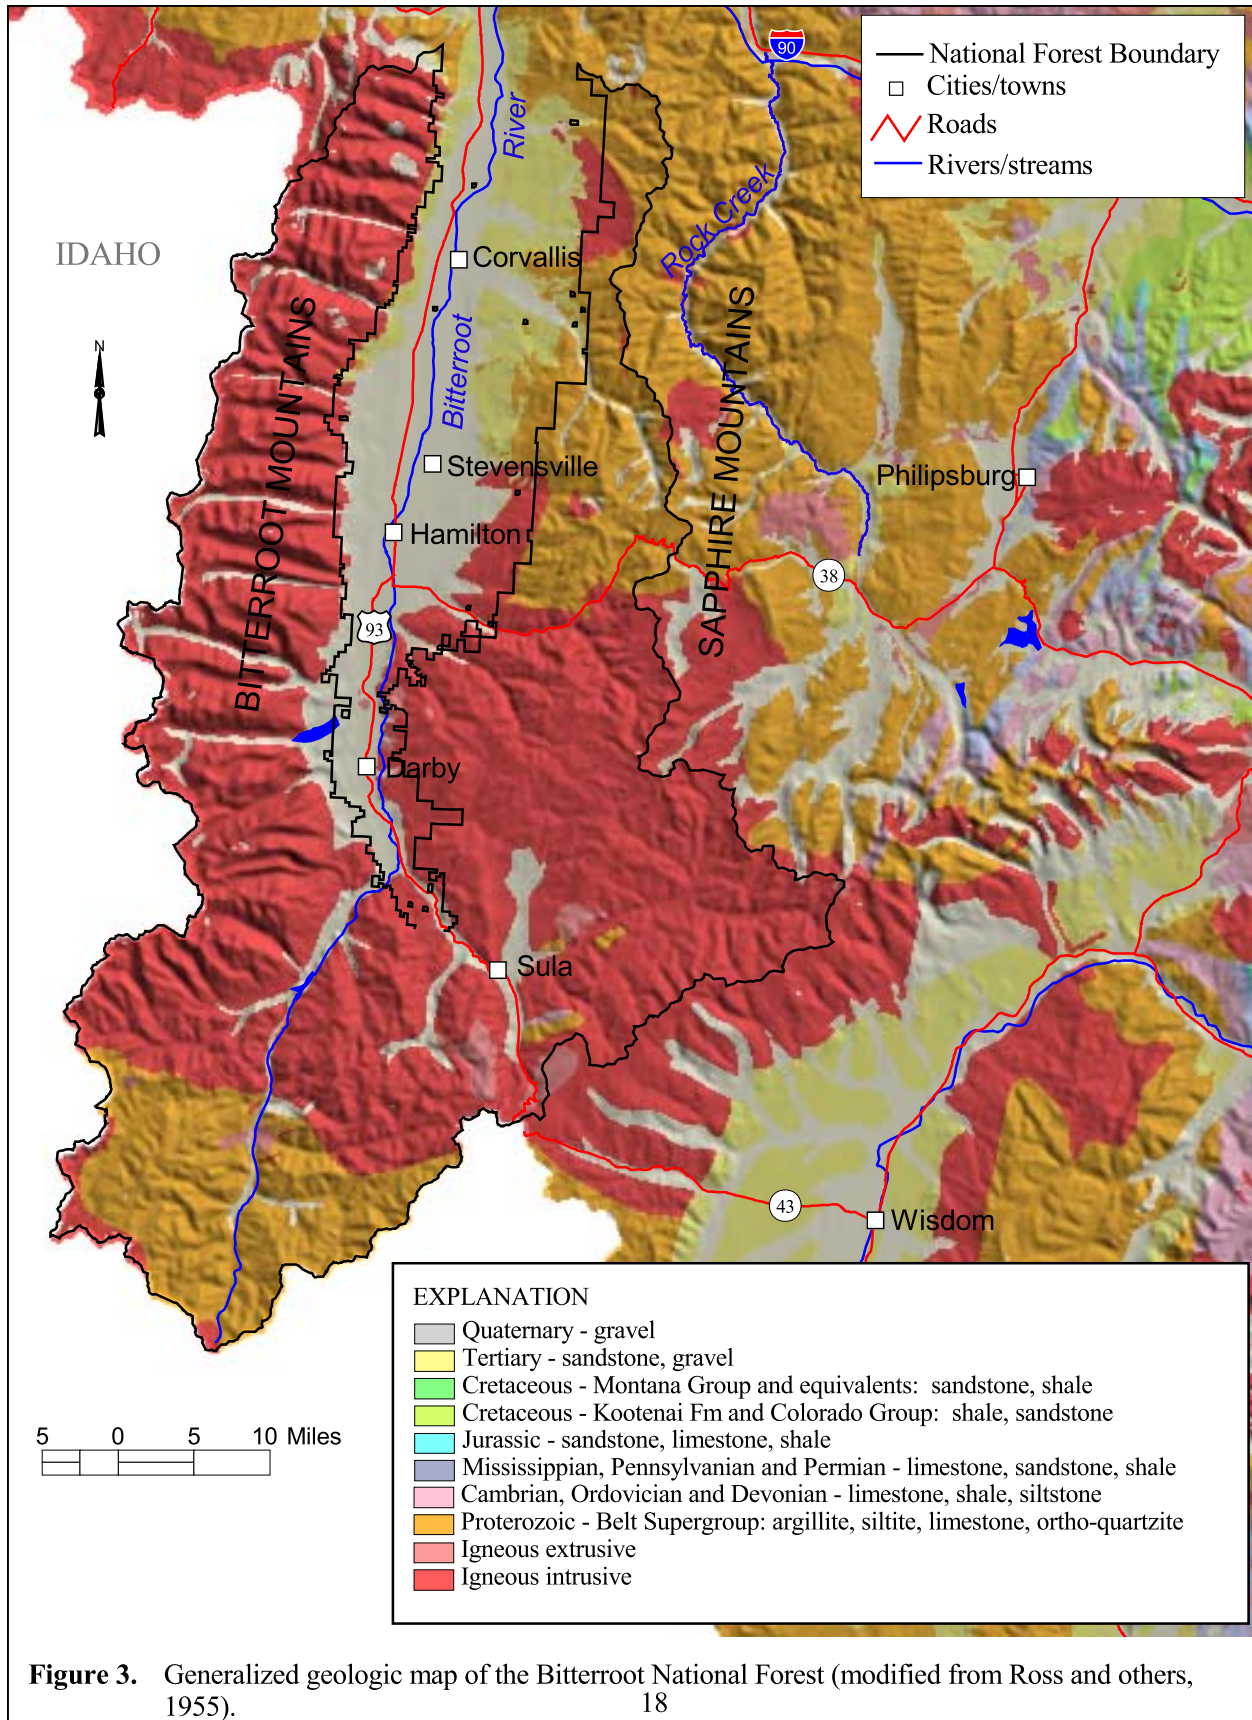 90
National Forest Boundary
Cities/towns
Roads
Rivers/streams
River
Rock Creek
IDAHO
Corvallis
N
BITTERROOT MOUNTAINS
SAPPHIRE MOUNTAINS
Bitterroot
Stevensville
Philipsburg
Hamilton
38
93
Darby
Sula
43
Wisdom
EXPLANATION
Quaternary - gravel
Tertiary - sandstone, gravel
Cretaceous - Montana Group and equivalents: sandstone, shale
Cretaceous - Kootenai Fm and Colorado Group: shale, sandstone
Jurassic - sandstone, limestone, shale
Mississippian, Pennsylvanian and Permian - limestone, sandstone, shale
Cambrian, Ordovician and Devonian - limestone, shale, siltstone
Proterozoic - Belt Supergroup: argillite, siltite, limestone, ortho-quartzite
Igneous extrusive
Igneous intrusive
5 0 5 10 Miles
Figure 3. Generalized geologic map of the Bitterroot National Forest (modified from Ross and others,
1955).
18